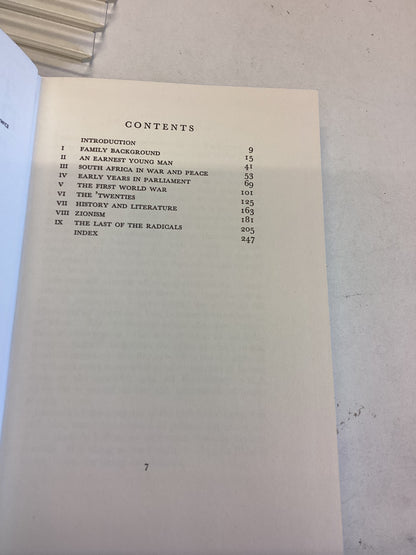 CONTENTS
INTRODUCTION 9
I FAMILY BACKGROUND 15
II AN EARNEST YOUNG MAN 41
III SOUTH AFRICA IN WAR AND PEACE 53
IV EARLY YEARS IN PARLIAMENT 69
V THE FIRST WORLD WAR 101
VI THE 'TWENTIES 125
VII HISTORY AND LITERATURE 163
VIII ZIONISM 181
IX THE LAST OF THE RADICALS 205
INDEX 247
7